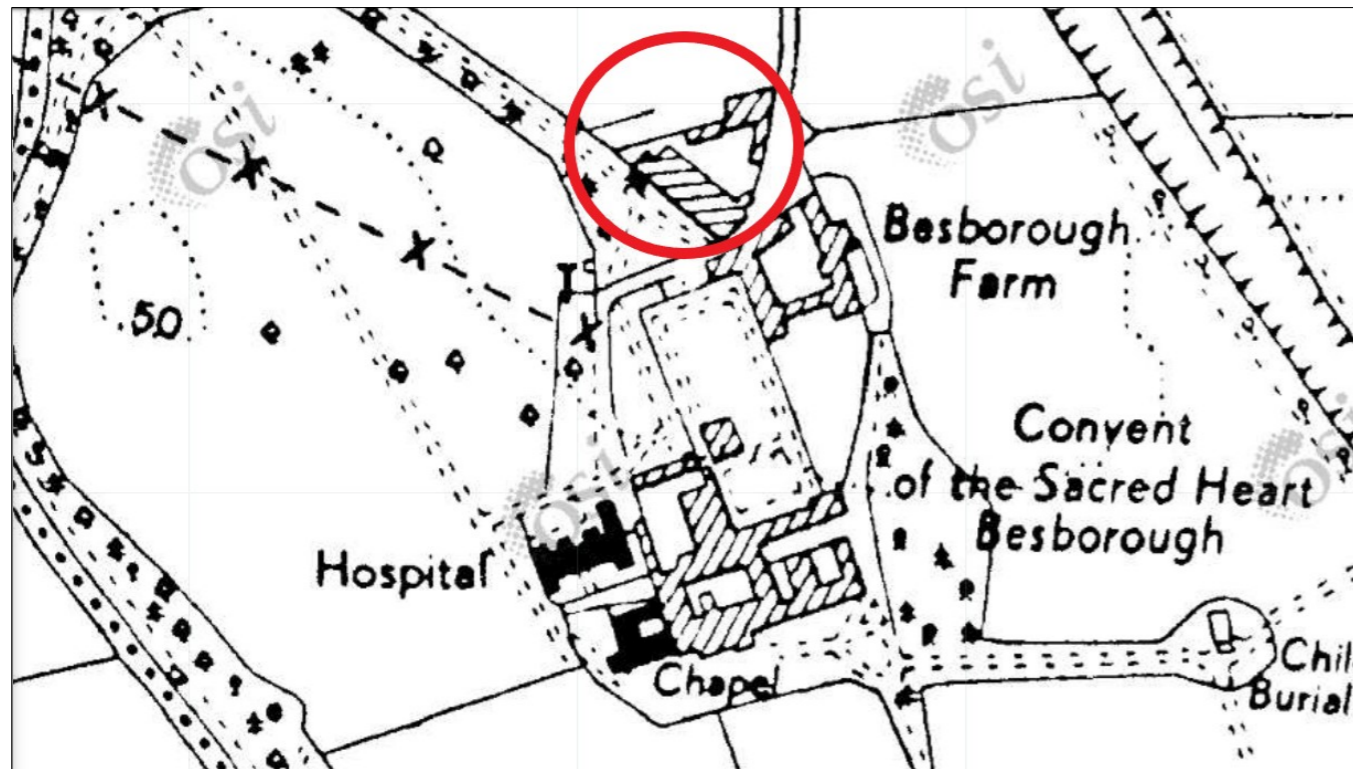 osi
osi
Besborough
Farm
50
Convent
of the Sacred Heart
Besborough
osi
osi
Hospital
Chapel
Chil
Burial